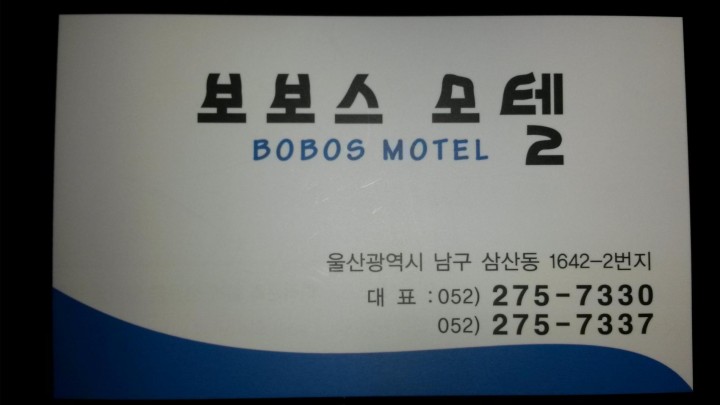 보보스 모텔
BOBOS MOTEL
울산광역시 남구 삼산동 1642-2번지
대 표 : 052) 275-7330
052) 275-7337